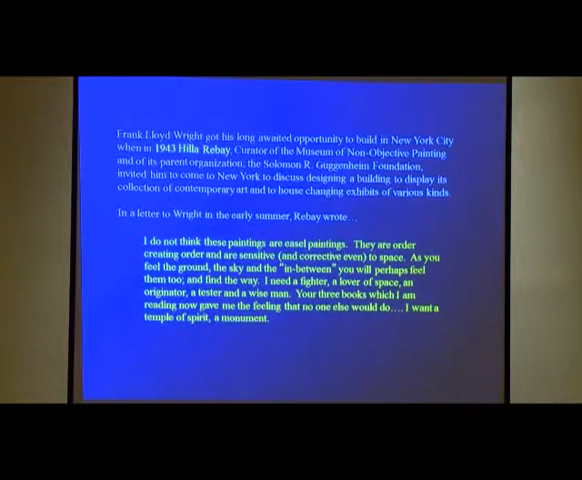 Frank Lloyd Wright got his long awaited opportunity to build in New York City
when in 1943 Hilla Rebay, Curator of the Museum of Non-Objective Painting
and of its parent organization, the Solomon R. Guggenheim Foundation,
invited him to come to New York to discuss designing a building to display its
collection of contemporary art and to house changing exhibits of various kinds.
In a letter to Wright in the early summer, Rebay wrote…
I do not think these paintings are easel paintings. They are order
creating order and are sensitive (and corrective even) to space. As you
feel the ground, the sky and the "in-between" you will perhaps feel
them too; and find the way. I need a fighter, a lover of space, an
originator, a tester and a wise man. Your three books which I am
reading now gave me the feeling that no one else would do…. I want a
temple of spirit, a monument.